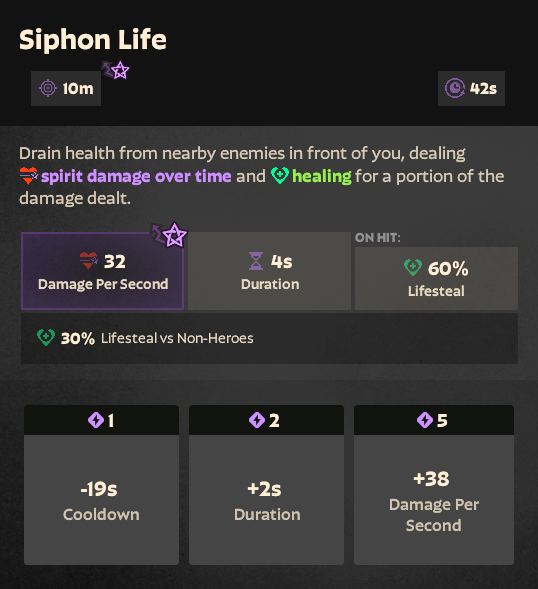 Siphon Life
10m
42s
Drain health from nearby enemies in front of you, dealing
spirit damage over time and healing for a portion of the
damage dealt.
32
Damage Per Second
4s
Duration
ON HIT:
60%
Lifesteal
30% Lifesteal vs Non-Heroes
1
-19s
Cooldown
2
+2s
Duration
5
+38
Damage Per
Second